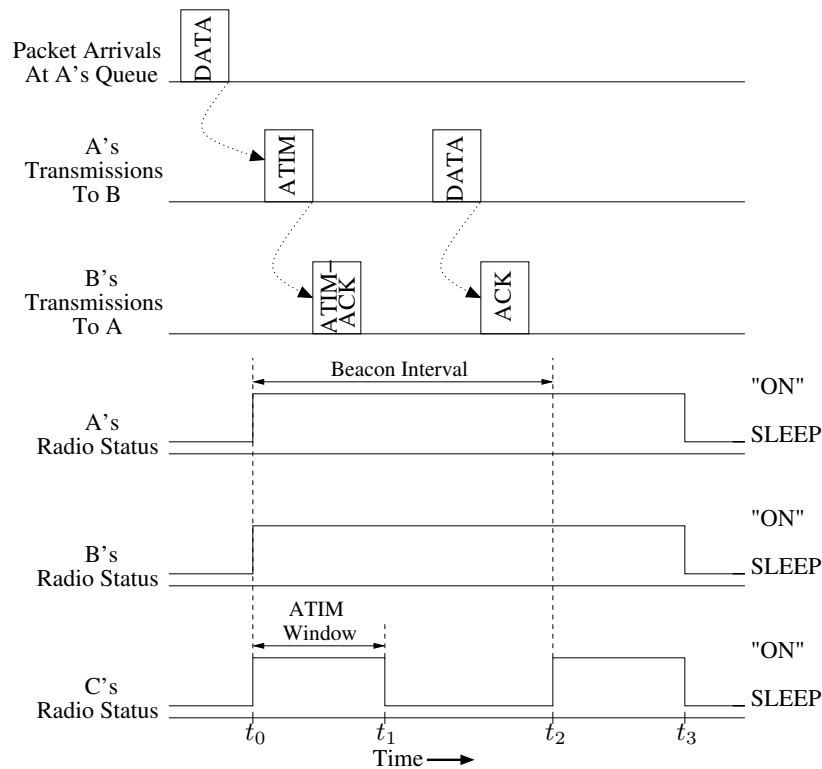 DATA
Packet Arrivals
At A's Queue
ATIM
DATA
A's
Transmissions
To B
ATIM–
ACK
ACK
B's
Transmissions
To A
Beacon Interval
"ON"
A's
Radio Status
SLEEP
"ON"
B's
Radio Status
SLEEP
ATIM
Window
"ON"
C's
Radio Status
SLEEP
t0 t1 t2 t3
Time